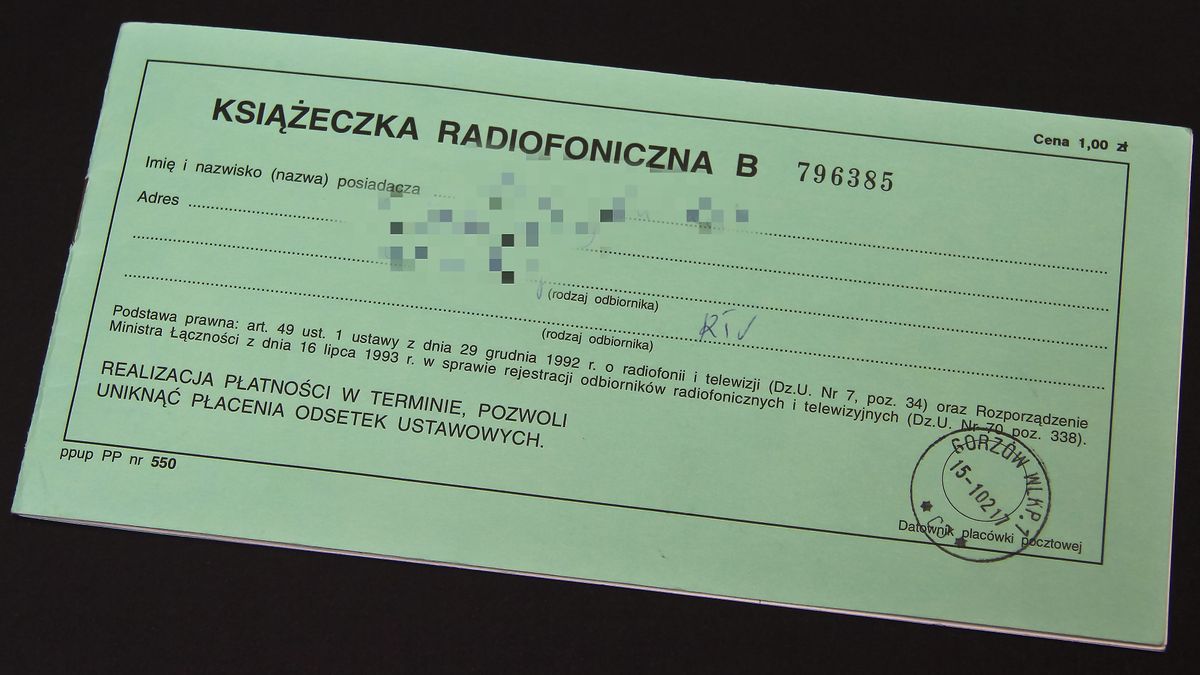 Cena 1,00 zł
KSIĄŻECZKA RADIOFONICZNA B 796385
Imię i nazwisko (nazwa) posiadacza
Adres
(rodzaj odbiornika)
(rodzaj odbiornika) RTV
Podstawa prawna: art. 49 ust. 1 ustawy z dnia 29 grudnia 1992 r. o radiofonii i telewizji (Dz.U. Nr 7, poz. 34) oraz Rozporządzenie
Ministra Łączności z dnia 16 lipca 1993 r. w sprawie rejestracji odbiorników radiofonicznych i telewizyjnych (Dz.U. Nr 70 poz. 338).
REALIZACJA PŁATNOŚCI W TERMINIE, POZWOLI
UNIKNĄĆ PŁACENIA ODSETEK USTAWOWYCH.
GORZÓW WLKP. 1
15-10217
ppup PP nr 550
Datownik placówki pocztowej